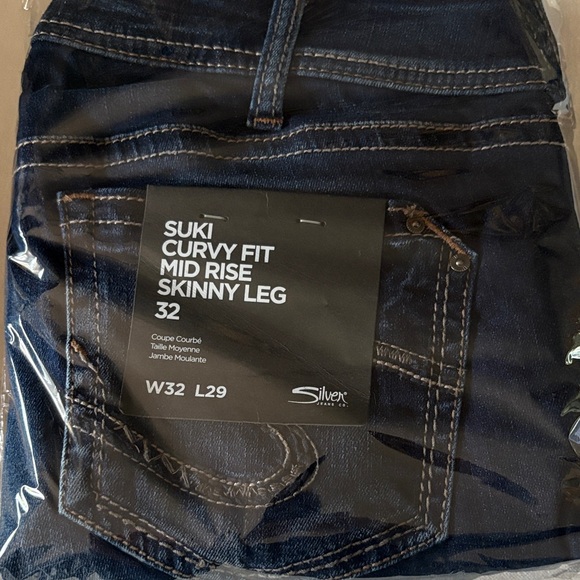 SUKI
CURVY FIT
MID RISE
SKINNY LEG
32
Coupe Courbé
Taille Moyenne
Jambe Moulante
W32 L29
Silver
JEANS CO.